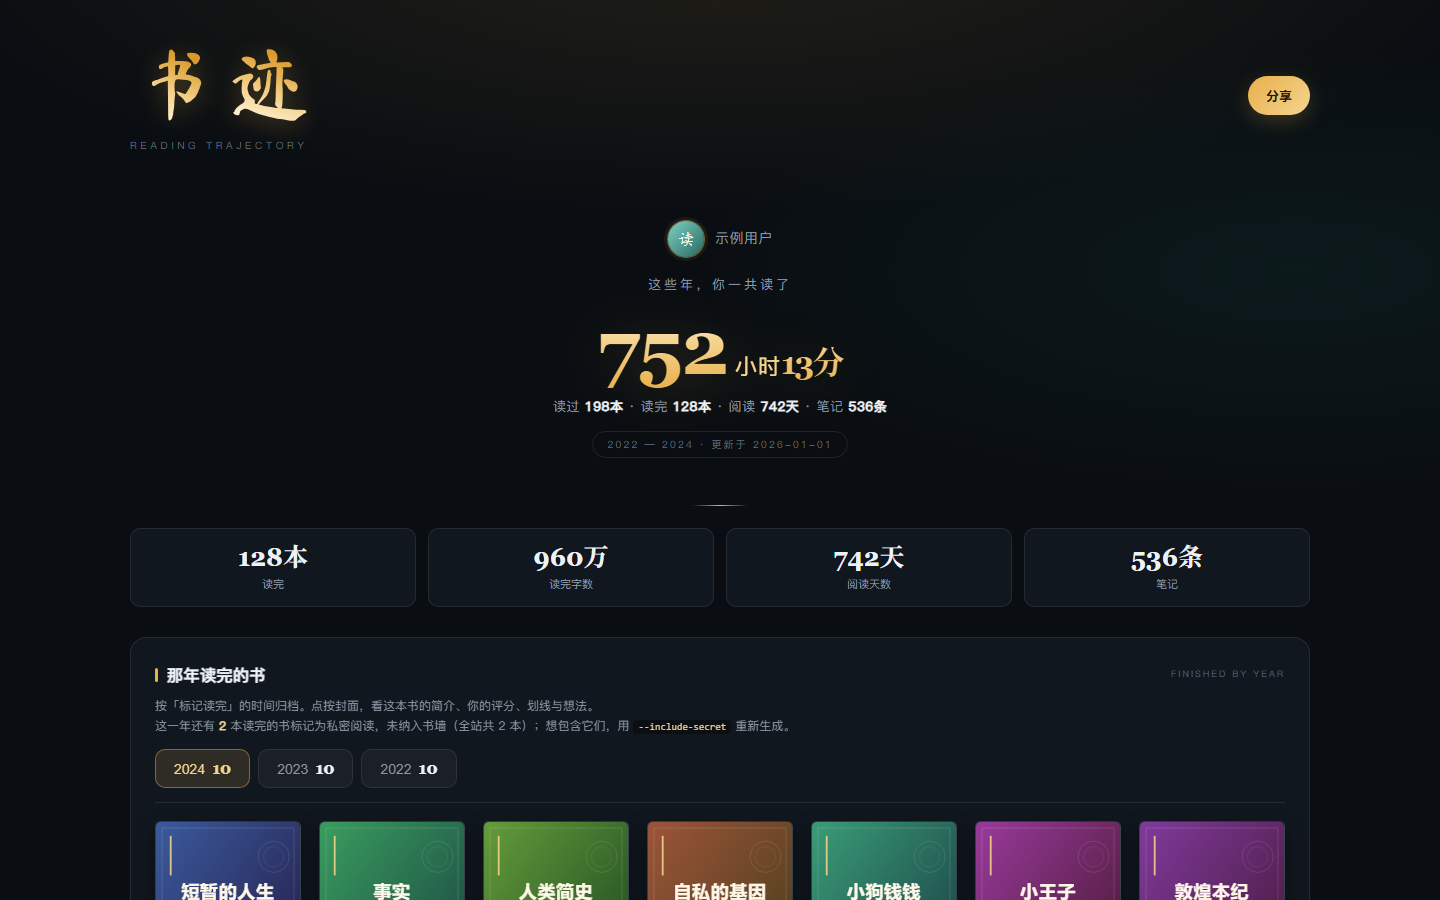 书迹
READING TRAJECTORY
分享
读 示例用户
这些年，你一共读了
752 小时13分
读过 198本 · 读完 128本 · 阅读 742天 · 笔记 536条
2022 — 2024 · 更新于 2026-01-01
128本
读完
960万
读完字数
742天
阅读天数
536条
笔记
那年读完的书
FINISHED BY YEAR
按「标记读完」的时间归档。点按封面，看这本书的简介、你的评分、划线与想法。
这一年还有 2 本读完的书标记为私密阅读，未纳入书墙（全站共 2 本）；想包含它们，用 --include-secret 重新生成。
2024 10
2023 10
2022 10
短暂的人生
事实
人类简史
自私的基因
小狗钱钱
小王子
敦煌本纪